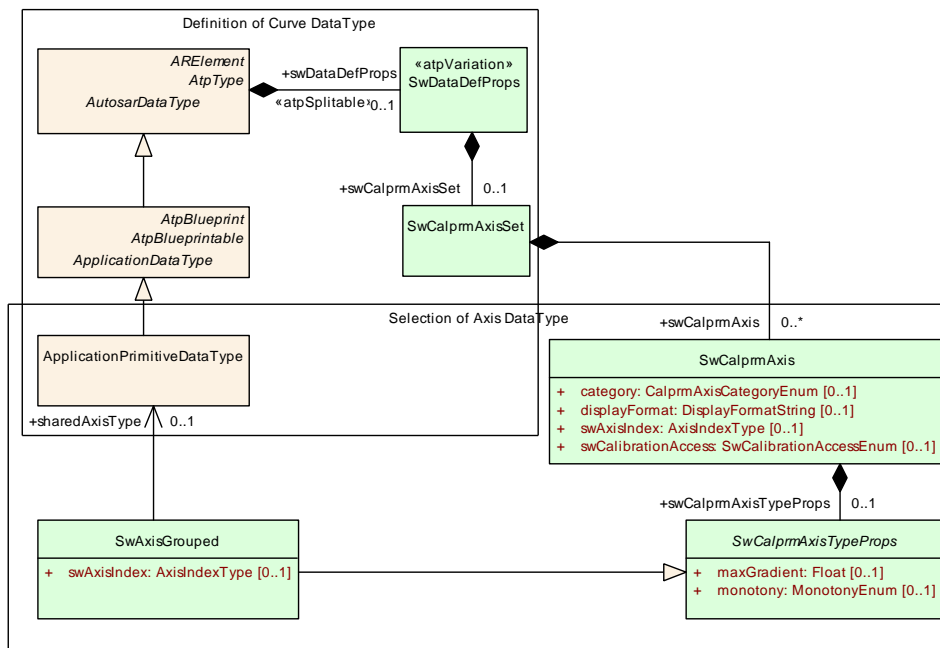 Definition of Curve DataType
ARElement
AtpType
AutosarDataType
+swDataDefProps
«atpSplitable»
0..1
«atpVariation»
SwDataDefProps
+swCalprmAxisSet
0..1
AtpBlueprint
AtpBlueprintable
ApplicationDataType
SwCalprmAxisSet
Selection of Axis DataType
+swCalprmAxis
0..*
ApplicationPrimitiveDataType
SwCalprmAxis
+ category: CalprmAxisCategoryEnum [0..1]
+ displayFormat: DisplayFormatString [0..1]
+ swAxisIndex: AxisIndexType [0..1]
+ swCalibrationAccess: SwCalibrationAccessEnum [0..1]
+sharedAxisType
0..1
+swCalprmAxisTypeProps
0..1
SwAxisGrouped
+ swAxisIndex: AxisIndexType [0..1]
SwCalprmAxisTypeProps
+ maxGradient: Float [0..1]
+ monotony: MonotonyEnum [0..1]